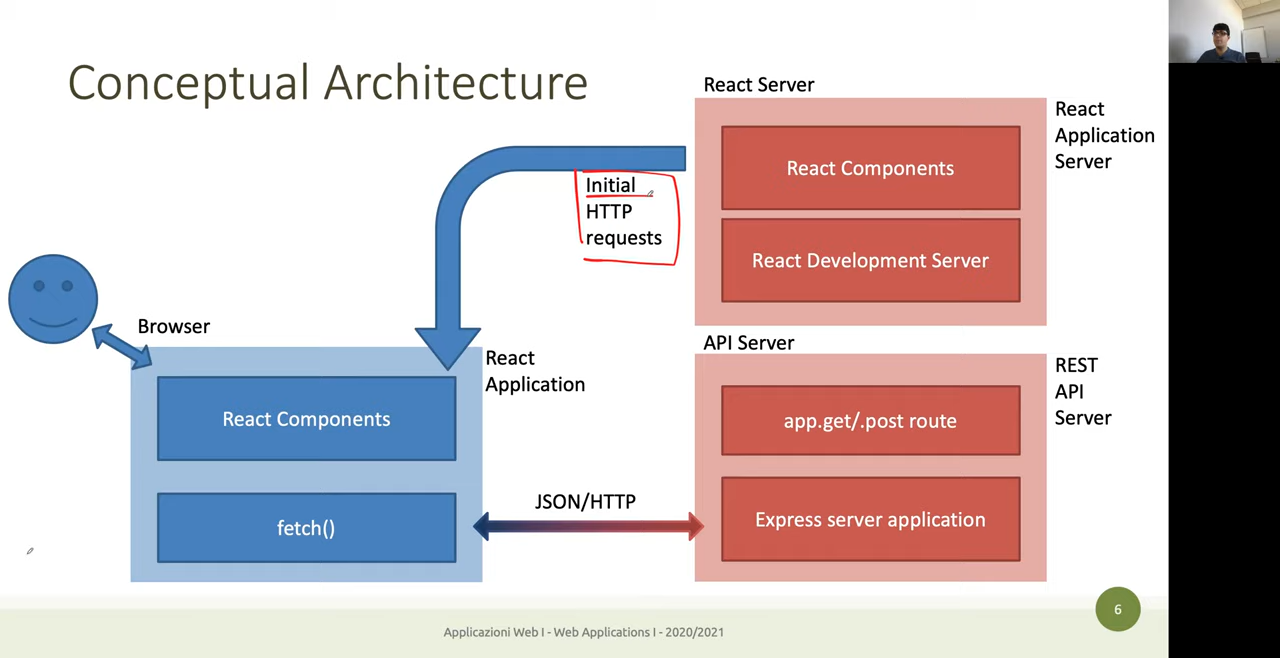 Conceptual Architecture
React Server
React
Application
Server
React Components
React Development Server
Initial
HTTP
requests
Browser
React
Application
React Components
fetch()
JSON/HTTP
API Server
REST
API
Server
app.get/.post route
Express server application
6
Applicazioni Web I - Web Applications I - 2020/2021